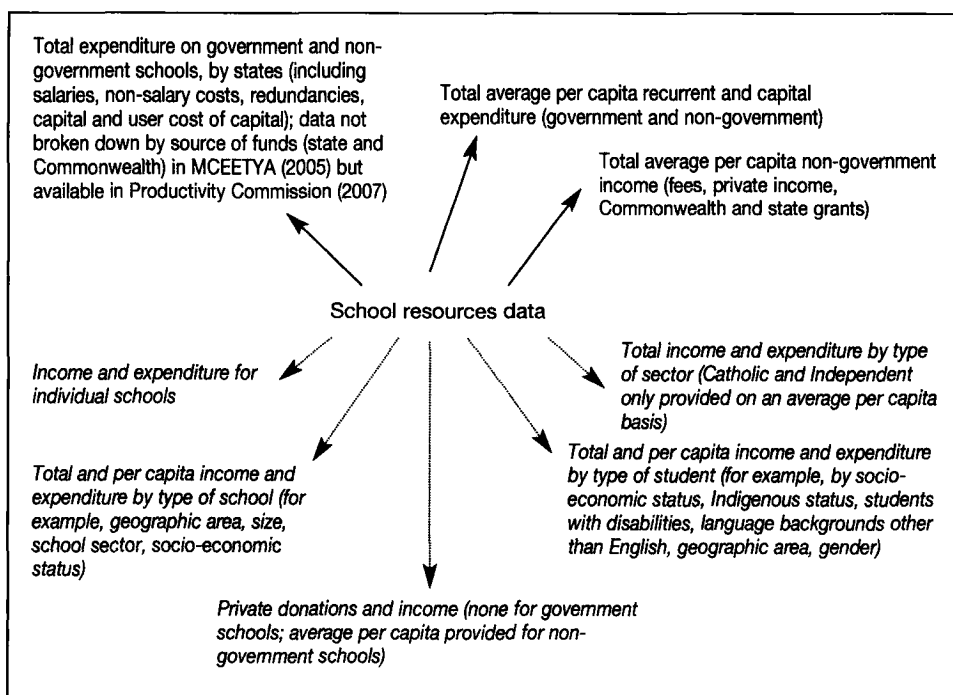 Total expenditure on government and non-
government schools, by states (including
salaries, non-salary costs, redundancies,
capital and user cost of capital); data not
broken down by source of funds (state and
Commonwealth) in MCEETYA (2005) but
available in Productivity Commission (2007)
Total average per capita recurrent and capital
expenditure (government and non-government)
Total average per capita non-government
income (fees, private income,
Commonwealth and state grants)
School resources data
Income and expenditure for
individual schools
Total income and expenditure by type
of sector (Catholic and Independent
only provided on an average per capita
basis)
Total and per capita income and
expenditure by type of school (for
example, geographic area, size,
school sector, socio-economic
status)
Total and per capita income and expenditure
by type of student (for example, by socio-
economic status, Indigenous status, students
with disabilities, language backgrounds other
than English, geographic area, gender)
Private donations and income (none for government
schools; average per capita provided for non-
government schools)